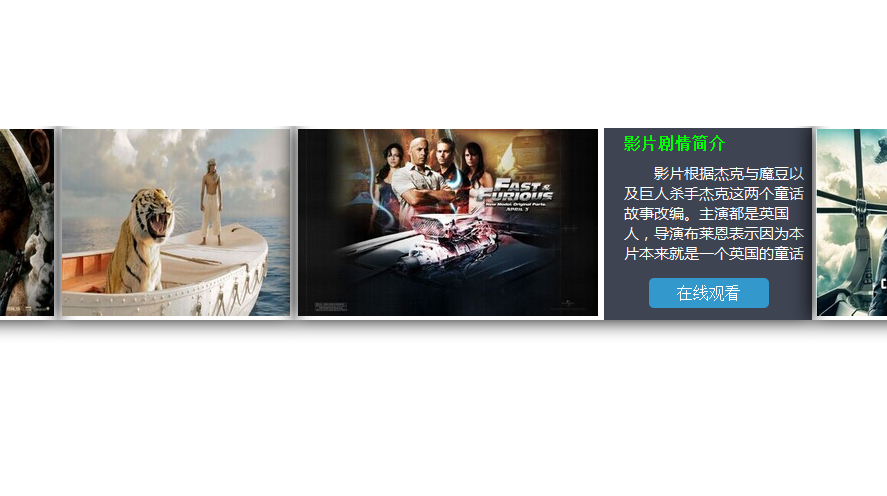 FAST &
FURIOUS
New Model. Original Parts.
APRIL 3
影片剧情简介
影片根据杰克与魔豆以
及巨人杀手杰克这两个童话
故事改编。主演都是英国
人，导演布莱恩表示因为本
片本来就是一个英国的童话
在线观看